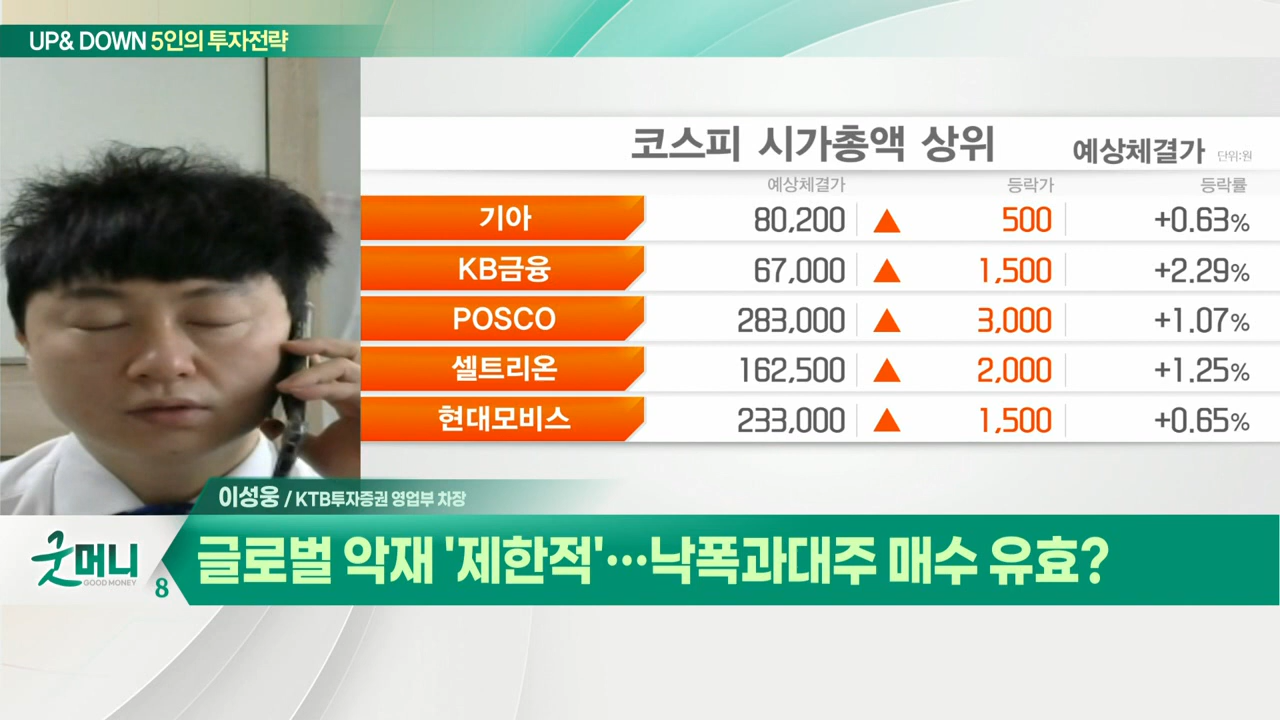 UP& DOWN 5인의 투자전략
코스피 시가총액 상위 예상체결가 단위:원
예상체결가 등락가 등락률
기아 80,200 ▲ 500 +0.63%
KB금융 67,000 ▲ 1,500 +2.29%
POSCO 283,000 ▲ 3,000 +1.07%
셀트리온 162,500 ▲ 2,000 +1.25%
현대모비스 233,000 ▲ 1,500 +0.65%
이성웅 / KTB투자증권 영업부 차장
굿머니
GOOD MONEY
8
글로벌 악재 '제한적'…낙폭과대주 매수 유효?